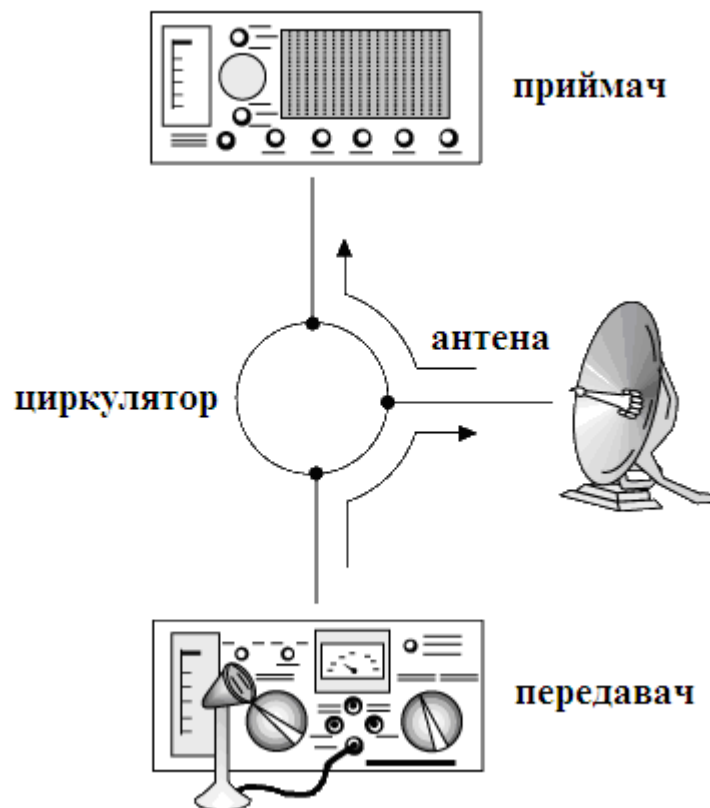 приймач
антена
циркулятор
передавач